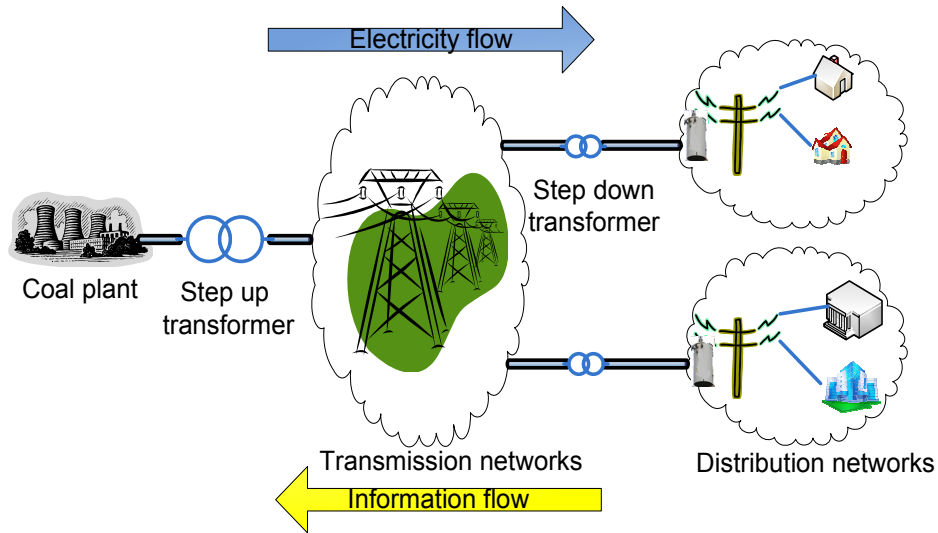 Electricity flow
Step down
transformer
Coal plant
Step up
transformer
Transmission networks
Distribution networks
Information flow